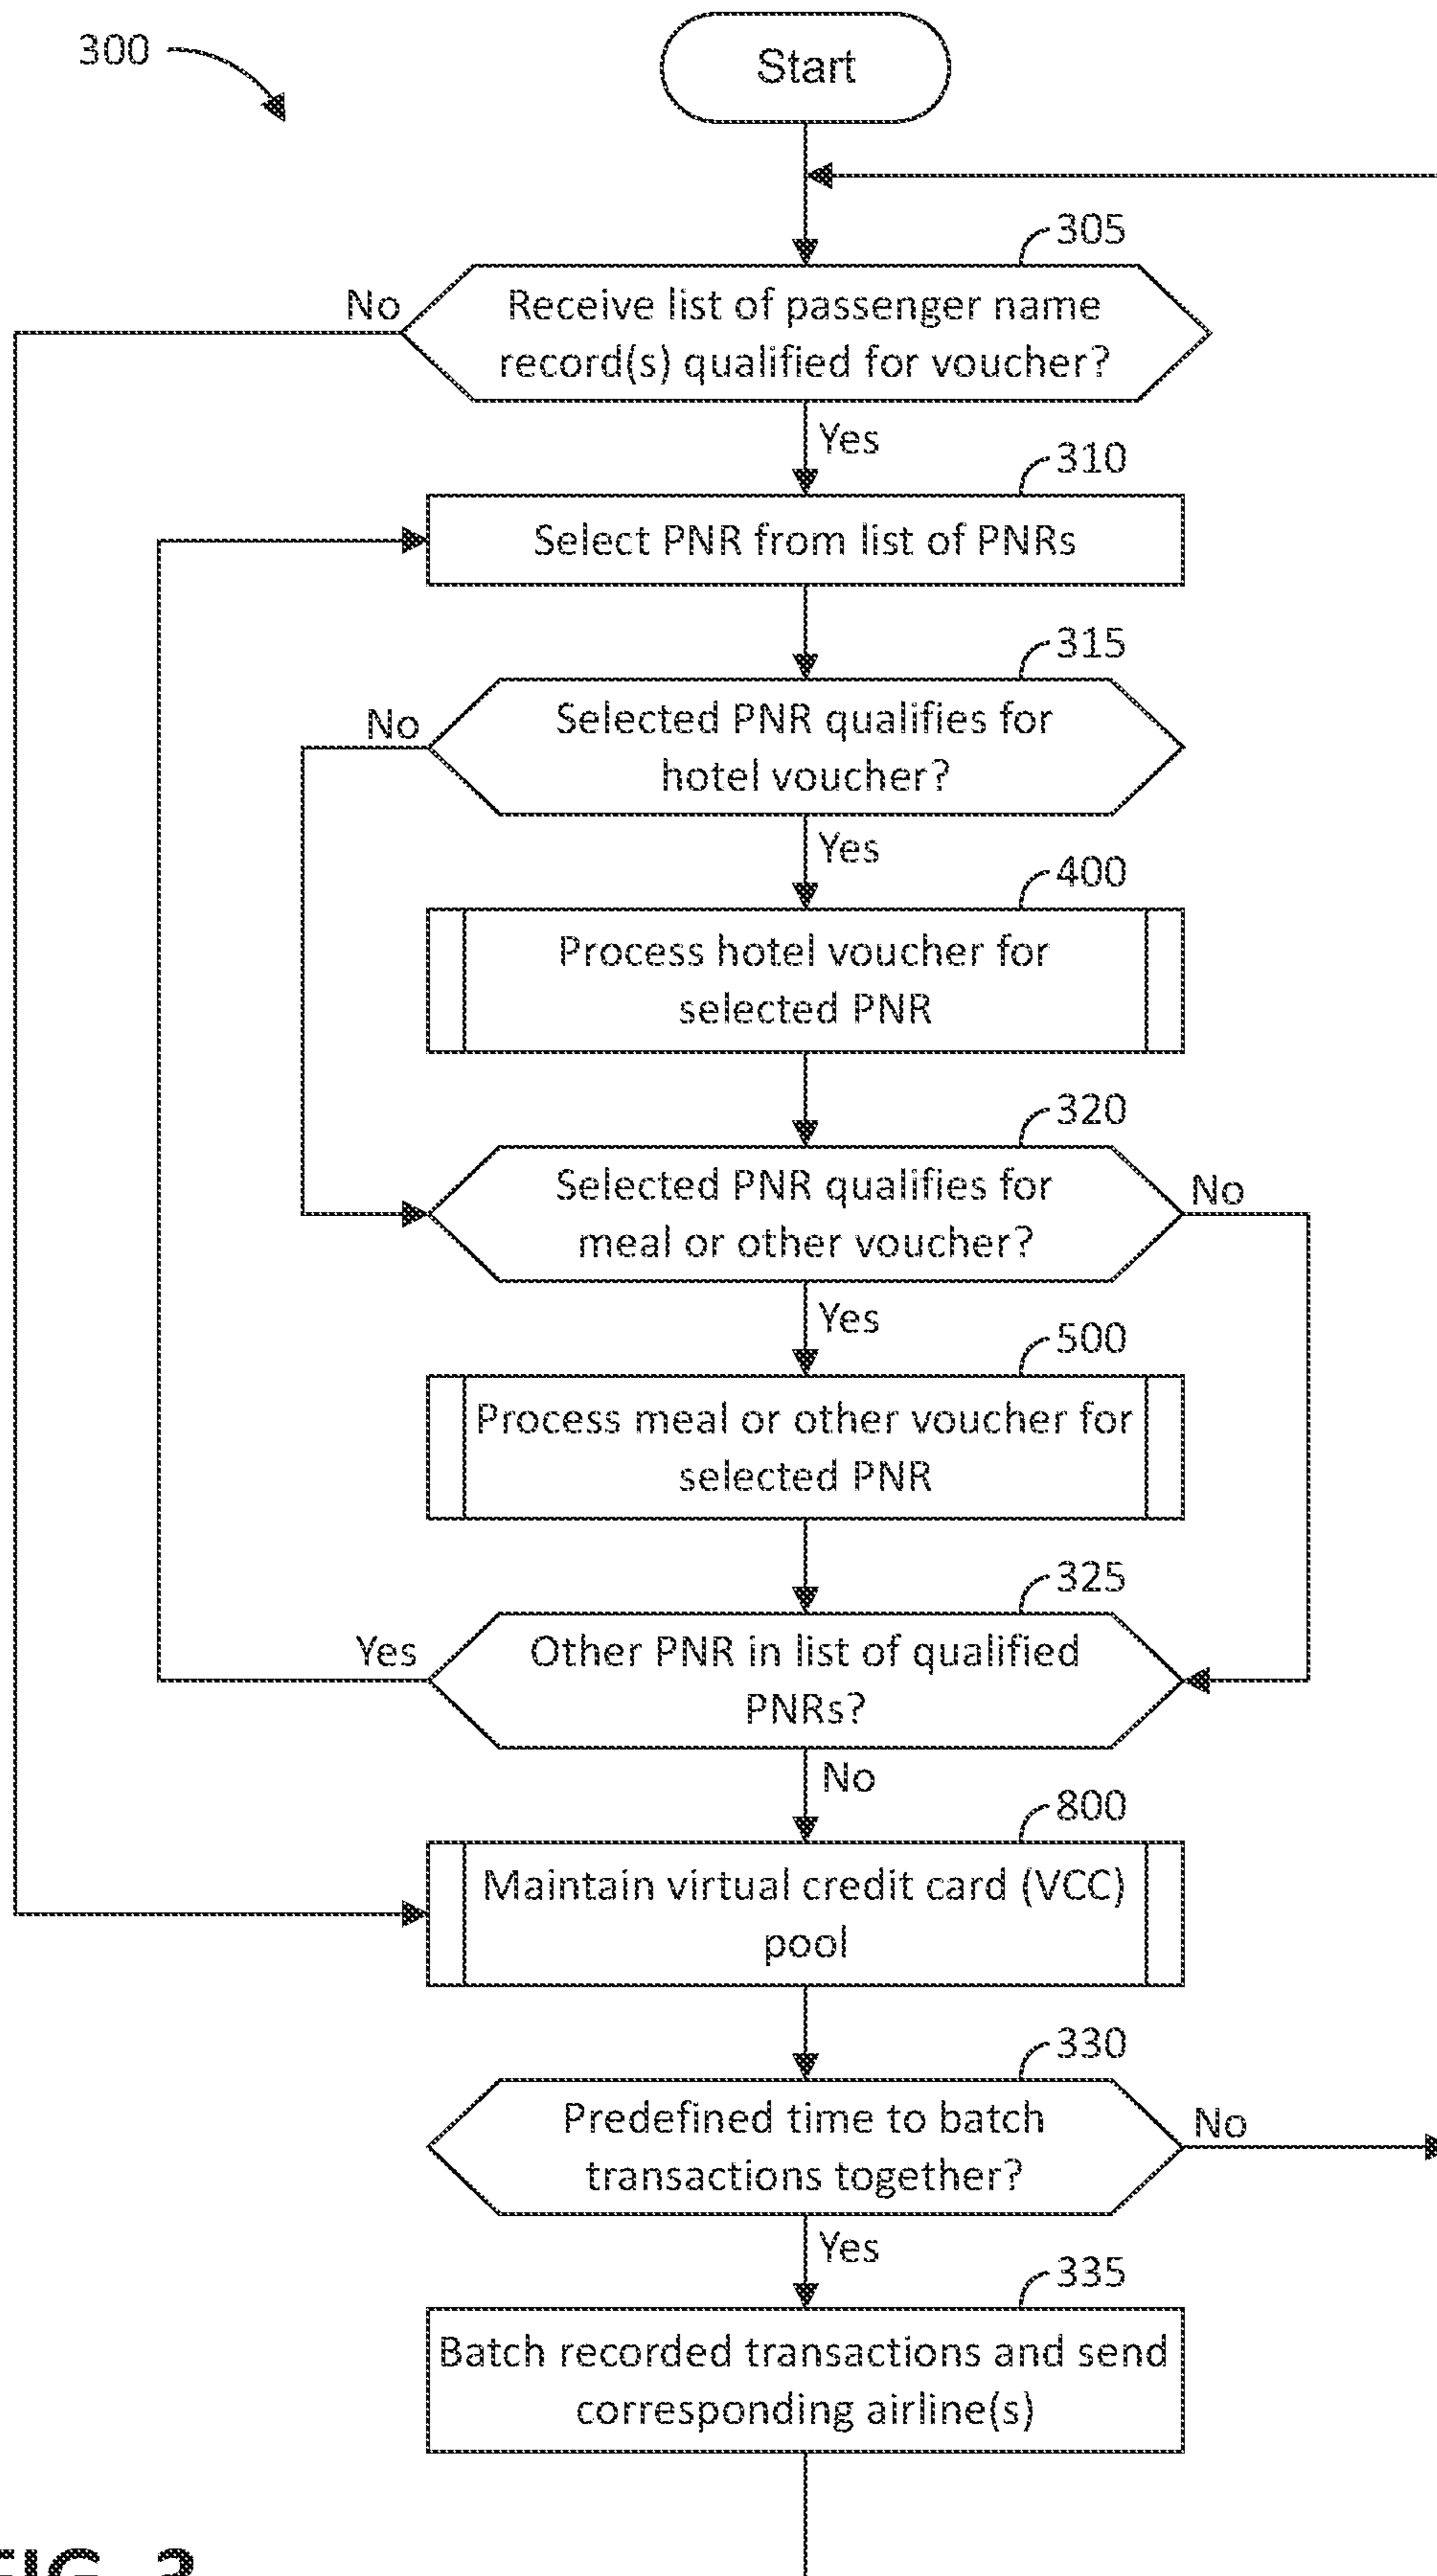 300
Start
305
No
Receive list of passenger name
record(s) qualified for voucher?
Yes
310
Select PNR from list of PNRs
315
No
Selected PNR qualifies for
hotel voucher?
Yes
400
Process hotel voucher for
selected PNR
320
Selected PNR qualifies for
meal or other voucher?
No
Yes
500
Process meal or other voucher for
selected PNR
325
Yes
Other PNR in list of qualified
PNRs?
No
800
Maintain virtual credit card (VCC)
pool
330
Predefined time to batch
transactions together?
No
Yes
335
Batch recorded transactions and send
corresponding airline(s)
FIG. 3